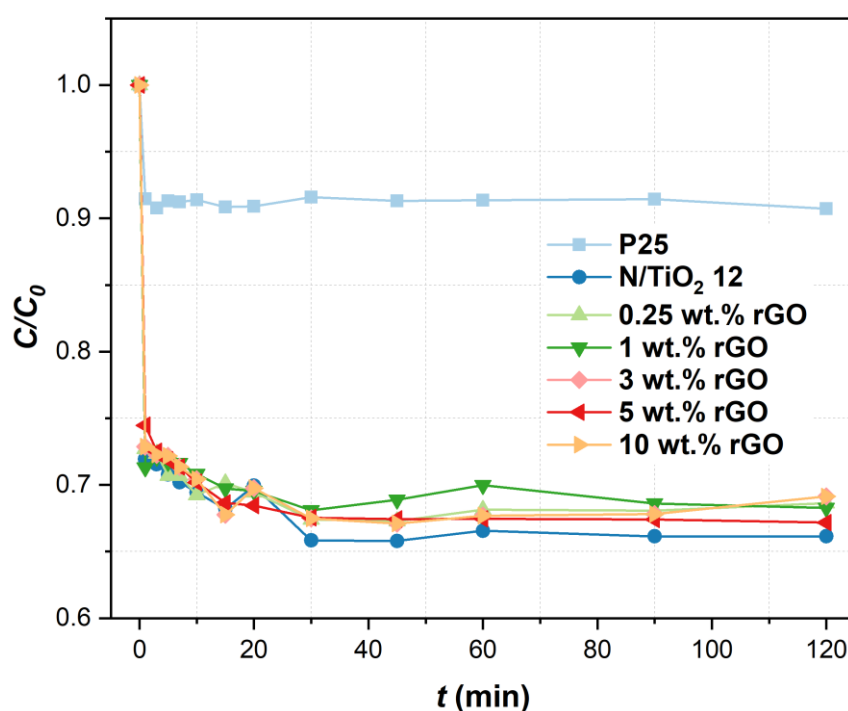 1.0
0.9
0.8
0.7
0.6
C/C₀
P25
N/TiO₂ 12
0.25 wt.% rGO
1 wt.% rGO
3 wt.% rGO
5 wt.% rGO
10 wt.% rGO
0 20 40 60 80 100 120
t (min)